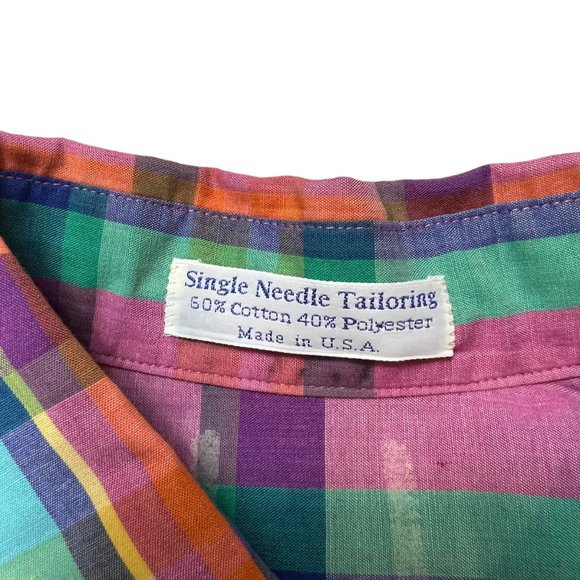 Single Needle Tailoring
60% Cotton 40% Polyester
Made in U.S.A.